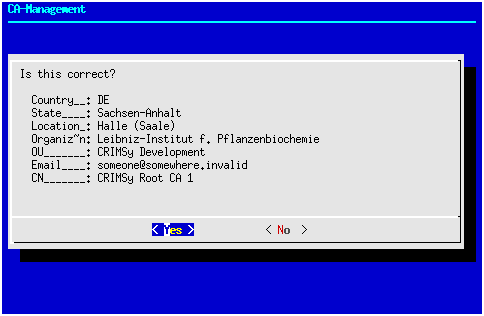 CA-Management
Is this correct?
Country__: DE
State____: Sachsen-Anhalt
Location_: Halle (Saale)
Organiz~n: Leibniz-Institut f. Pflanzenbiochemie
OU_______: CRIMSy Development
Email____: someone@somewhere.invalid
CN_______: CRIMSy Root CA 1
< Yes > < No >